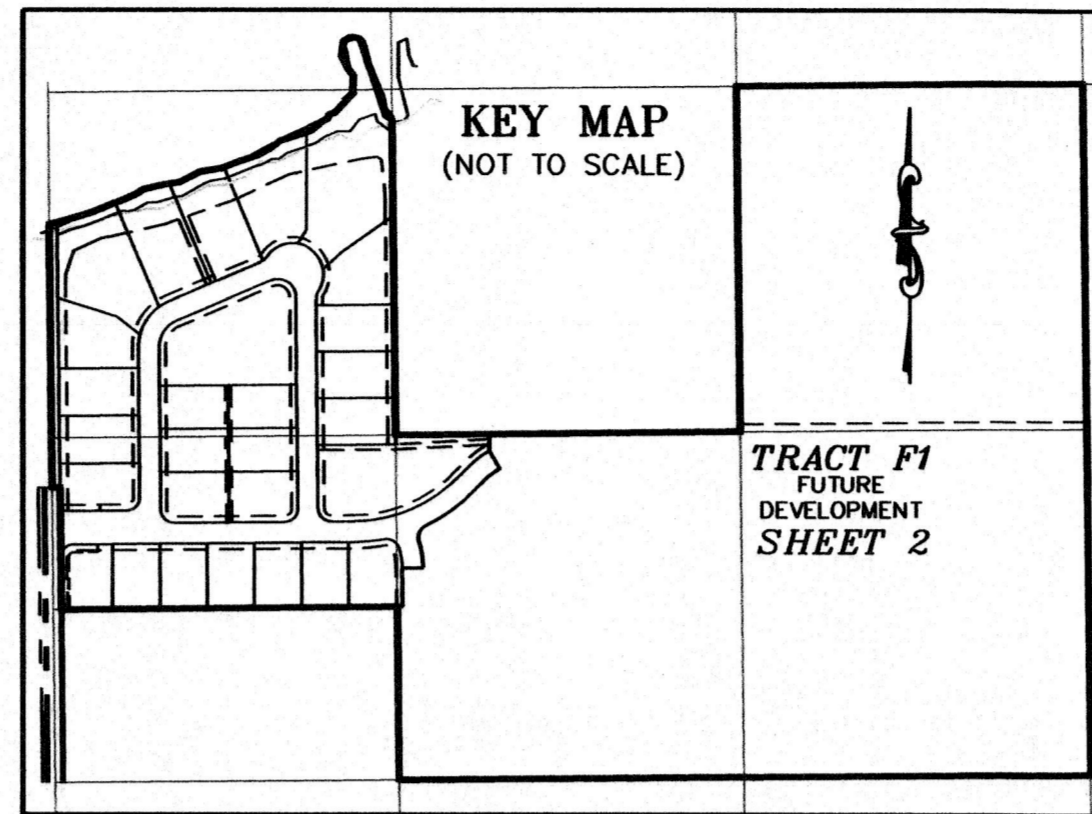 KEY MAP
(NOT TO SCALE)
TRACT F1
FUTURE
DEVELOPMENT
SHEET 2